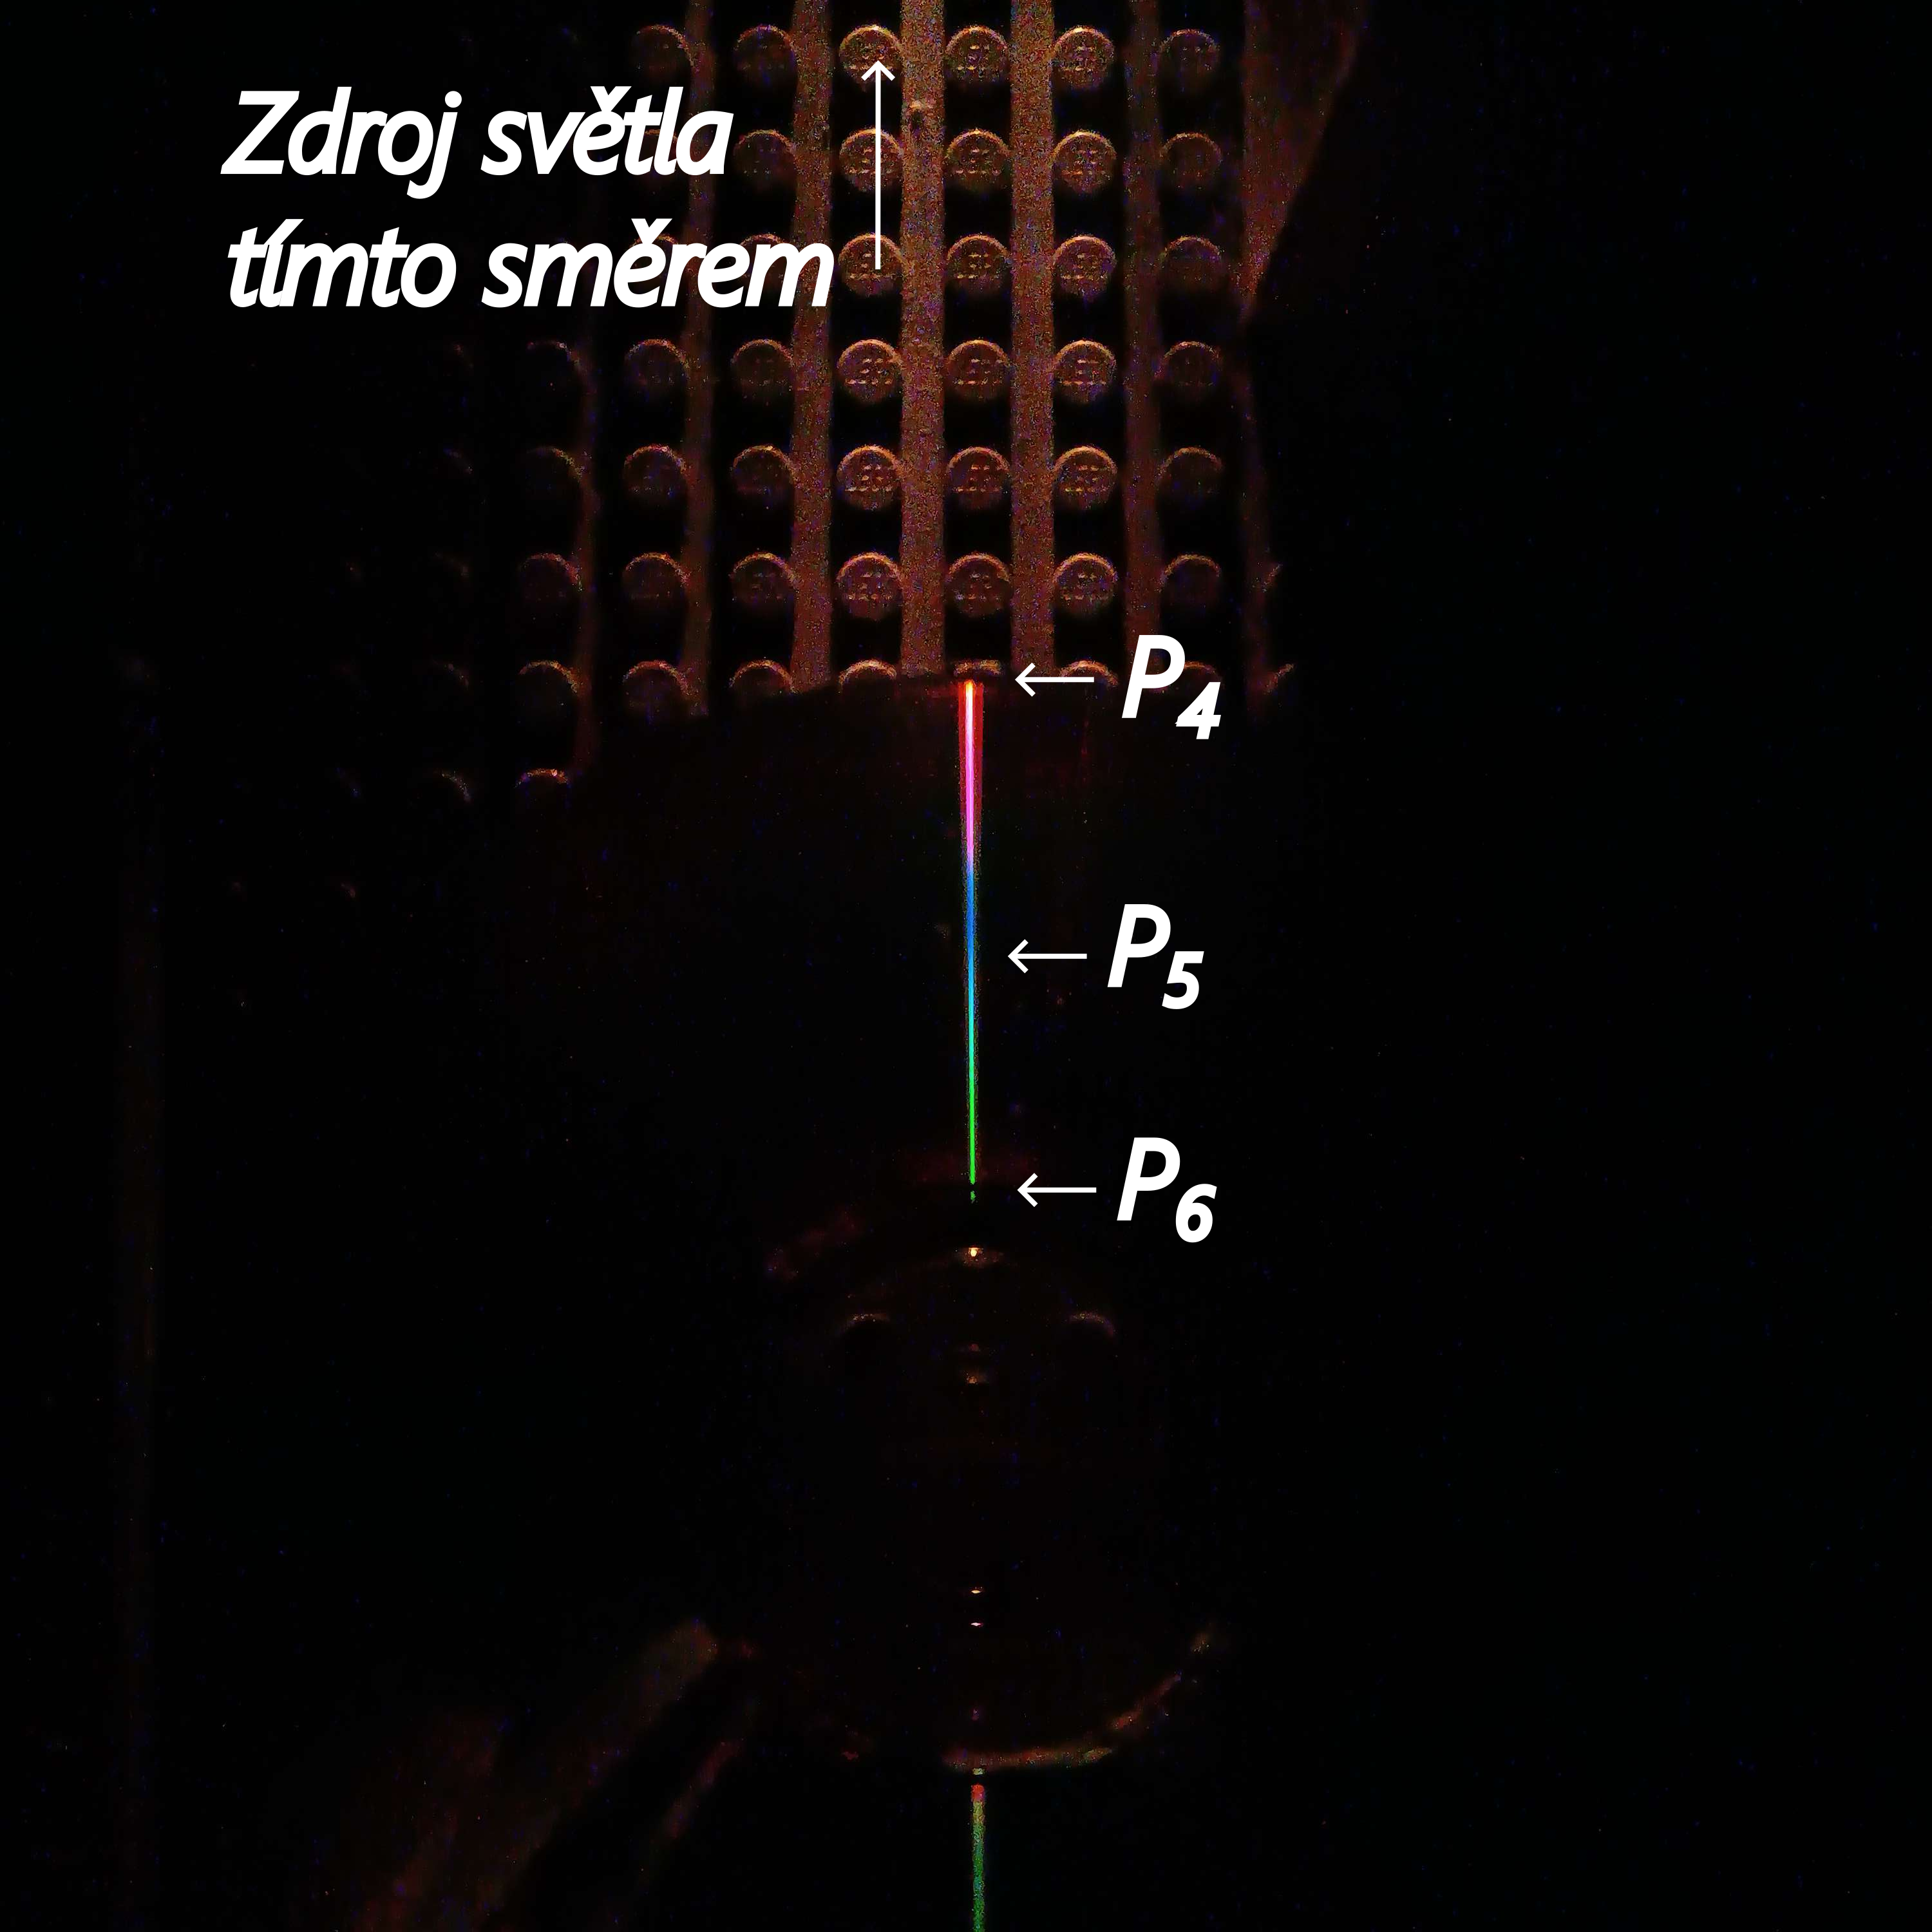 Zdroj světla
tímto směrem
P₄
P₅
P₆